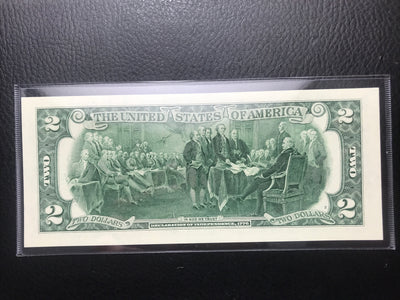 THE UNITED STATES OF AMERICA
2
2
TWO
TWO
2
2
TWO DOLLARS
IN GOD WE TRUST
TWO DOLLARS
DECLARATION OF INDEPENDENCE, 1776